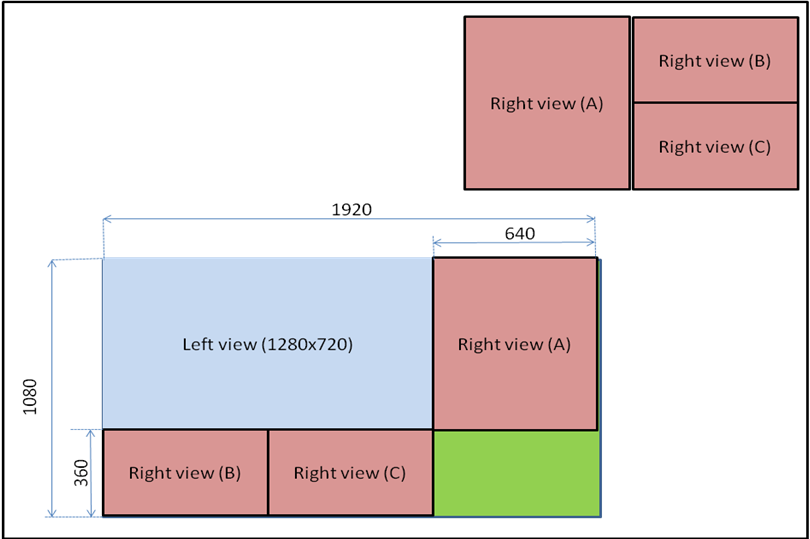 Right view (A)
Right view (B)
Right view (C)
1920
640
1080
Left view (1280x720)
Right view (A)
360
Right view (B)
Right view (C)